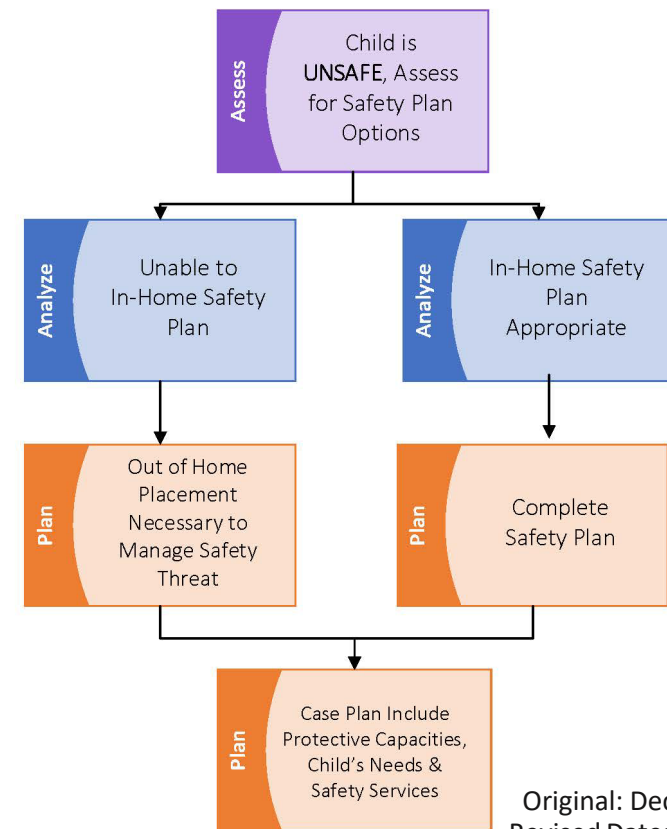 Assess
Child is
UNSAFE, Assess
for Safety Plan
Options
Analyze
Unable to
In-Home Safety
Plan
Analyze
In-Home Safety
Plan
Appropriate
Plan
Out of Home
Placement
Necessary to
Manage Safety
Threat
Plan
Complete
Safety Plan
Plan
Case Plan Include
Protective Capacities,
Child's Needs &
Safety Services
Original: